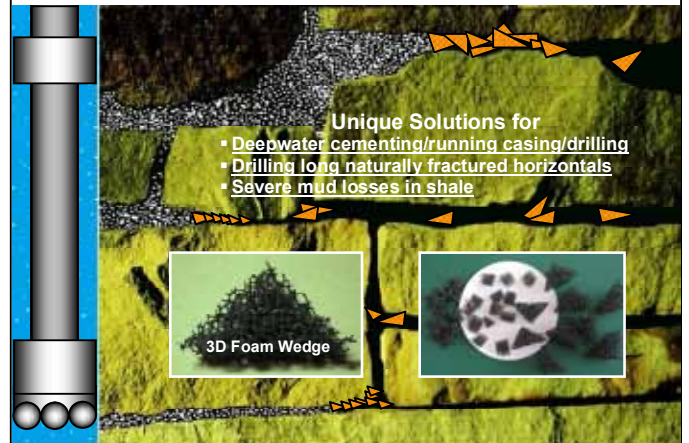 Unique Solutions for
▪ Deepwater cementing/running casing/drilling
▪ Drilling long naturally fractured horizontals
▪ Severe mud losses in shale
3D Foam Wedge